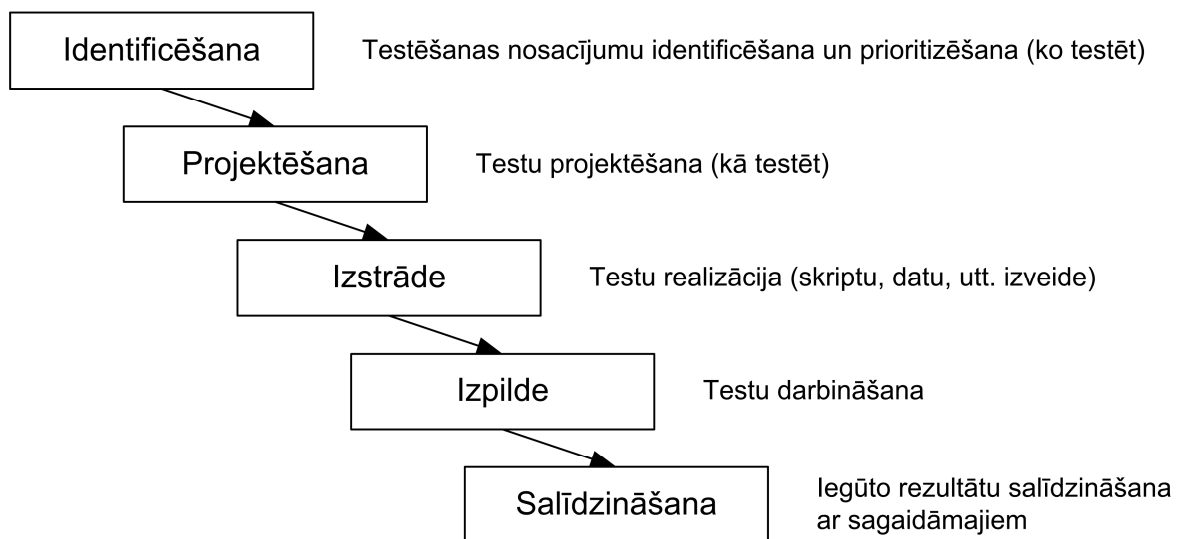 Identificēšana
Testēšanas nosacījumu identificēšana un prioritizēšana (ko testēt)
Projektēšana
Testu projektēšana (kā testēt)
Izstrāde
Testu realizācija (skriptu, datu, utt. izveide)
Izpilde
Testu darbināšana
Salīdzināšana
Iegūto rezultātu salīdzināšana
ar sagaidāmajiem